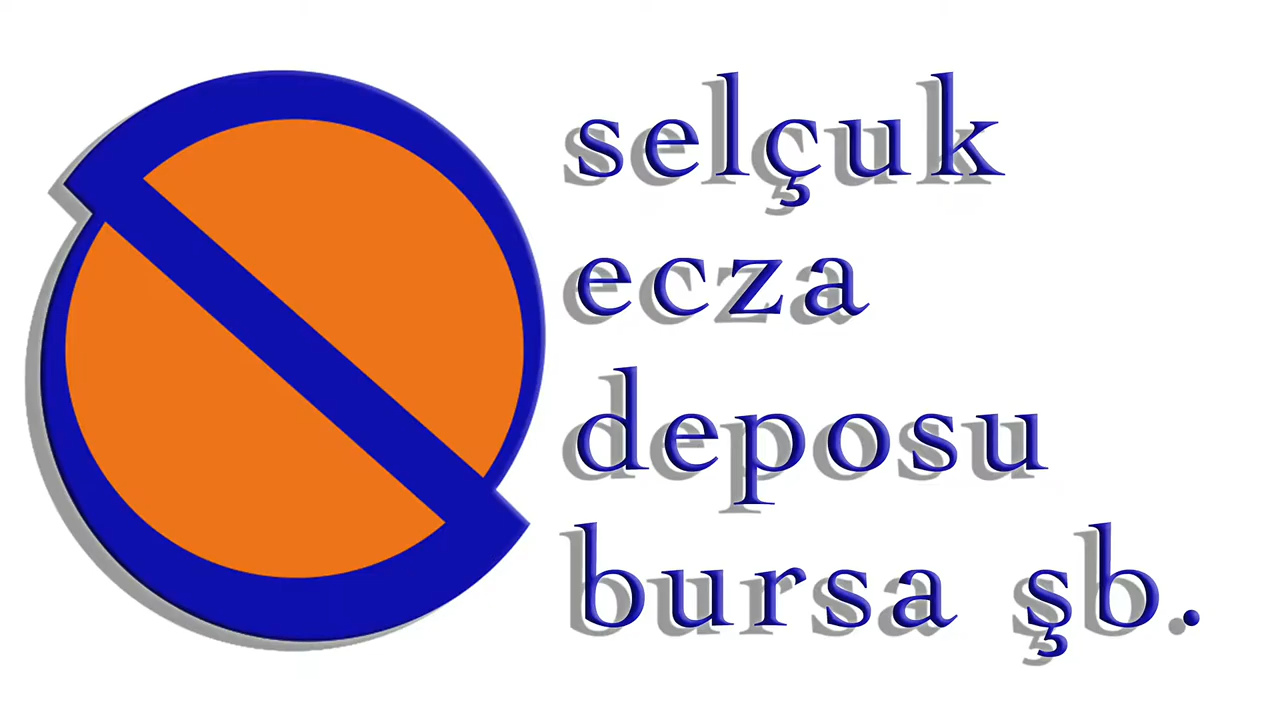 selçuk
ecza
deposu
bursa şb.